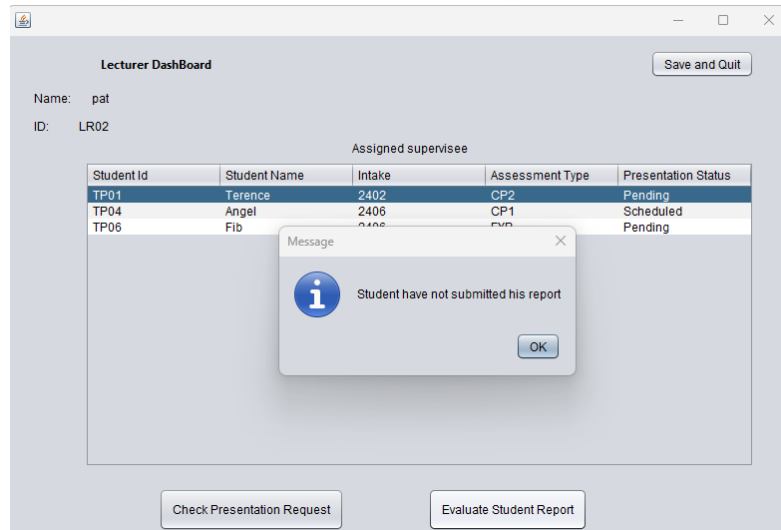 Lecturer DashBoard
Save and Quit
Name: pat
ID: LR02
Assigned supervisee
Student Id Student Name Intake Assessment Type Presentation Status
TP01 Terence 2402 CP2 Pending
TP04 Angel 2406 CP1 Scheduled
TP06 Fib Pending
Message
Student have not submitted his report
OK
Check Presentation Request Evaluate Student Report